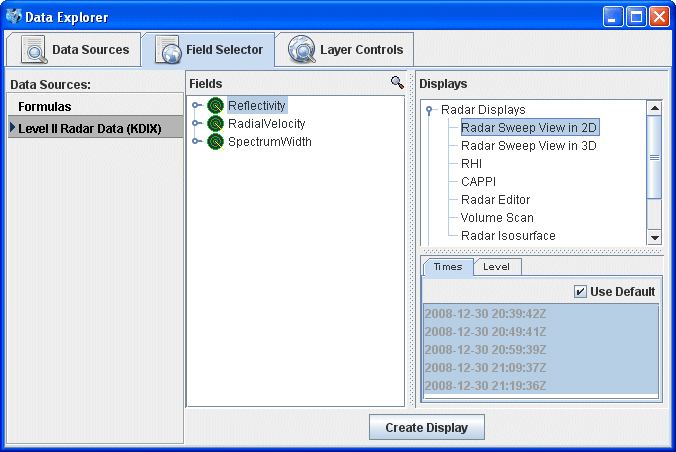 Data Explorer
Data Sources
Field Selector
Layer Controls
Data Sources:
Formulas
Level II Radar Data (KDIX)
Fields
Reflectivity
RadialVelocity
SpectrumWidth
Displays
Radar Displays
Radar Sweep View in 2D
Radar Sweep View in 3D
RHI
CAPPI
Radar Editor
Volume Scan
Radar Isosurface
Times
Level
Use Default
2008-12-30 20:39:42Z
2008-12-30 20:49:41Z
2008-12-30 20:59:39Z
2008-12-30 21:09:37Z
2008-12-30 21:19:36Z
Create Display